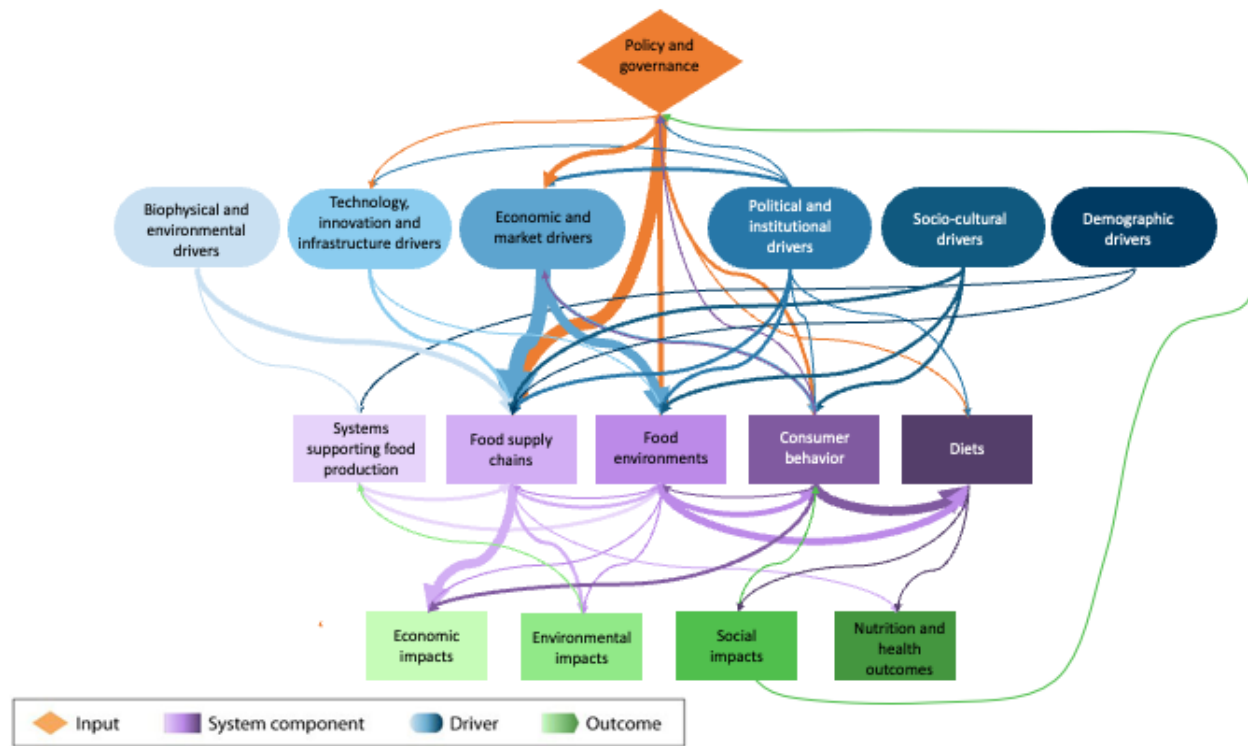 Policy and
governance
Biophysical and
environmental
drivers
Technology,
innovation and
infrastructure drivers
Economic and
market drivers
Political and
institutional
drivers
Socio-cultural
drivers
Demographic
drivers
Systems
supporting food
production
Food supply
chains
Food
environments
Consumer
behavior
Diets
Economic
impacts
Environmental
impacts
Social
impacts
Nutrition and
health
outcomes
Input
System component
Driver
Outcome